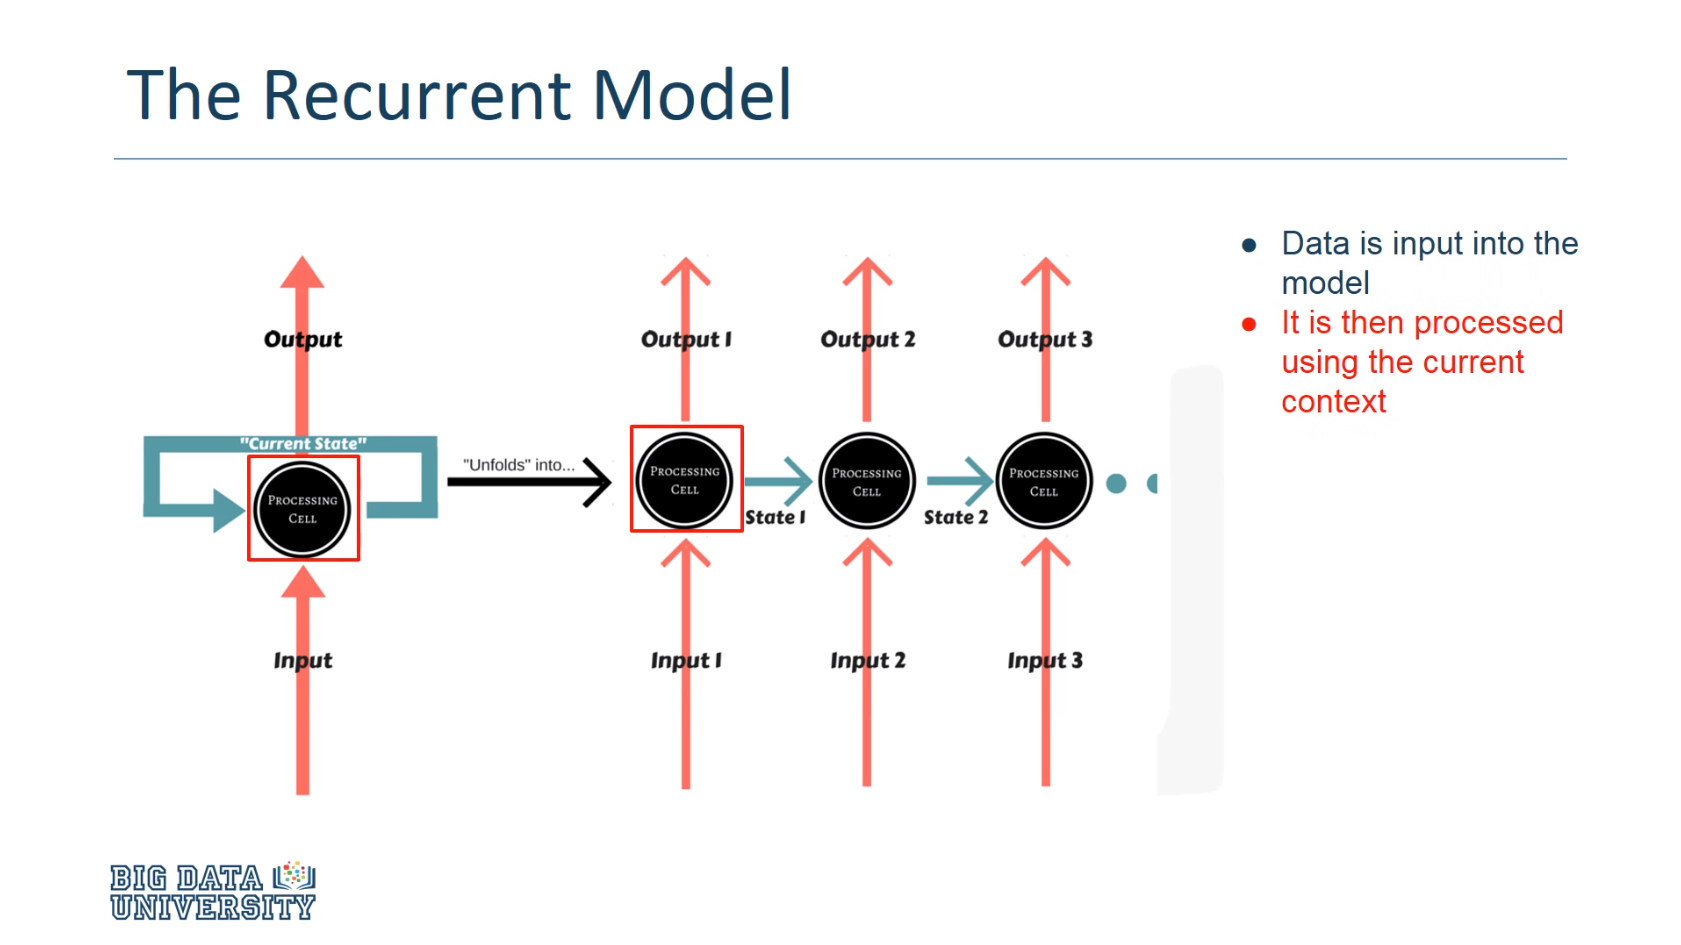 The Recurrent Model
Output
"Current State"
PROCESSING
CELL
Input
"Unfolds" into...
Output 1
Output 2
Output 3
PROCESSING
CELL
State 1
PROCESSING
CELL
State 2
PROCESSING
CELL
Input 1
Input 2
Input 3
● Data is input into the
model
● It is then processed
using the current
context
BIG DATA
UNIVERSITY